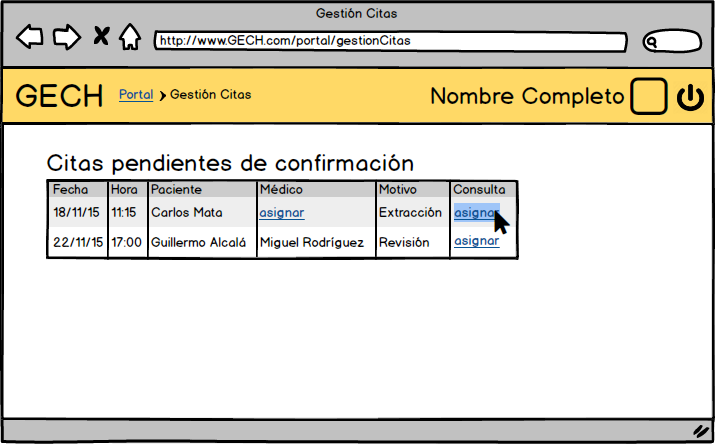 Gestión Citas
http://www.GECH.com/portal/gestionCitas
GECH Portal Gestión Citas Nombre Completo
Citas pendientes de confirmación
Fecha Hora Paciente Médico Motivo Consulta
18/11/15 11:15 Carlos Mata asignar Extracción asignar
22/11/15 17:00 Guillermo Alcalá Miguel Rodríguez Revisión asignar